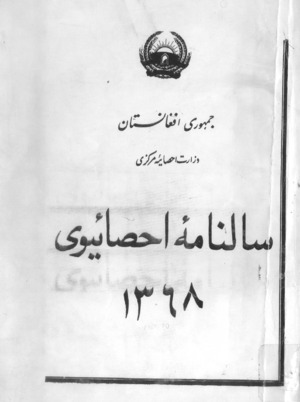 جمهوری افغانستان
وزارت احصائیه مرکزی
سالنامهٔ احصائیوی
۱۳۶۸